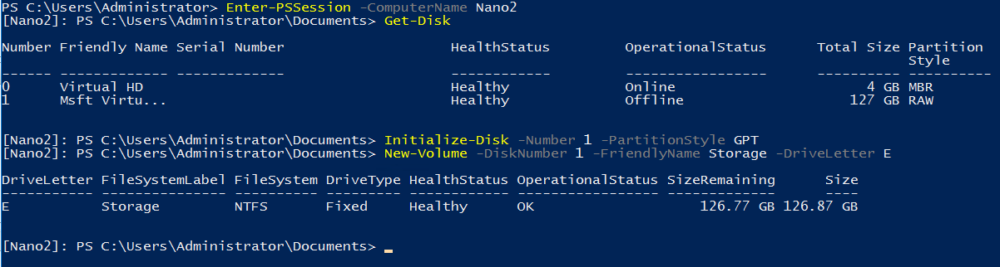 PS C:\Users\Administrator> Enter-PSSession -ComputerName Nano2
[Nano2]: PS C:\Users\Administrator\Documents> Get-Disk
Number Friendly Name Serial Number HealthStatus OperationalStatus Total Size Partition
Style
------ ------------- ------------- ------------ ----------------- ---------- ----------
0 Virtual HD Healthy Online 4 GB MBR
1 Msft Virtu... Healthy Offline 127 GB RAW
[Nano2]: PS C:\Users\Administrator\Documents> Initialize-Disk -Number 1 -PartitionStyle GPT
[Nano2]: PS C:\Users\Administrator\Documents> New-Volume -DiskNumber 1 -FriendlyName Storage -DriveLetter E
DriveLetter FileSystemLabel FileSystem DriveType HealthStatus OperationalStatus SizeRemaining Size
----------- --------------- ---------- --------- ------------ ----------------- ------------- ----
E Storage NTFS Fixed Healthy OK 126.77 GB 126.87 GB
[Nano2]: PS C:\Users\Administrator\Documents> _